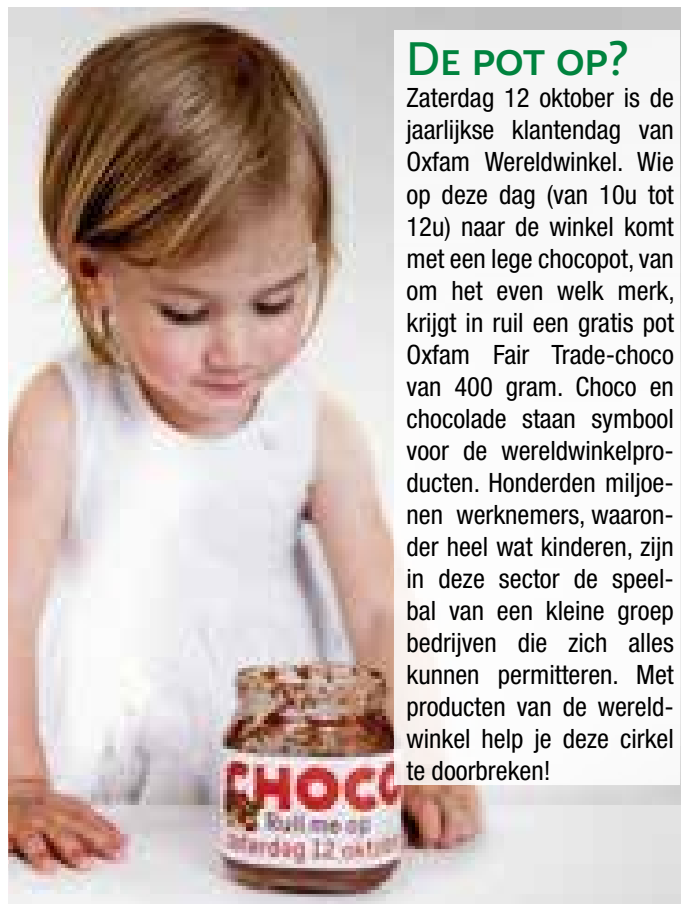 DE POT OP?
Zaterdag 12 oktober is de
jaarlijkse klantendag van
Oxfam Wereldwinkel. Wie
op deze dag (van 10u tot
12u) naar de winkel komt
met een lege chocopot, van
om het even welk merk,
krijgt in ruil een gratis pot
Oxfam Fair Trade-choco
van 400 gram. Choco en
chocolade staan symbool
voor de wereldwinkelpro-
ducten. Honderden miljoe-
nen werknemers, waaron-
der heel wat kinderen, zijn
in deze sector de speel-
bal van een kleine groep
bedrijven die zich alles
kunnen permitteren. Met
producten van de wereld-
winkel help je deze cirkel
te doorbreken!
CHOCO
Ruil me op
zaterdag 12 oktober